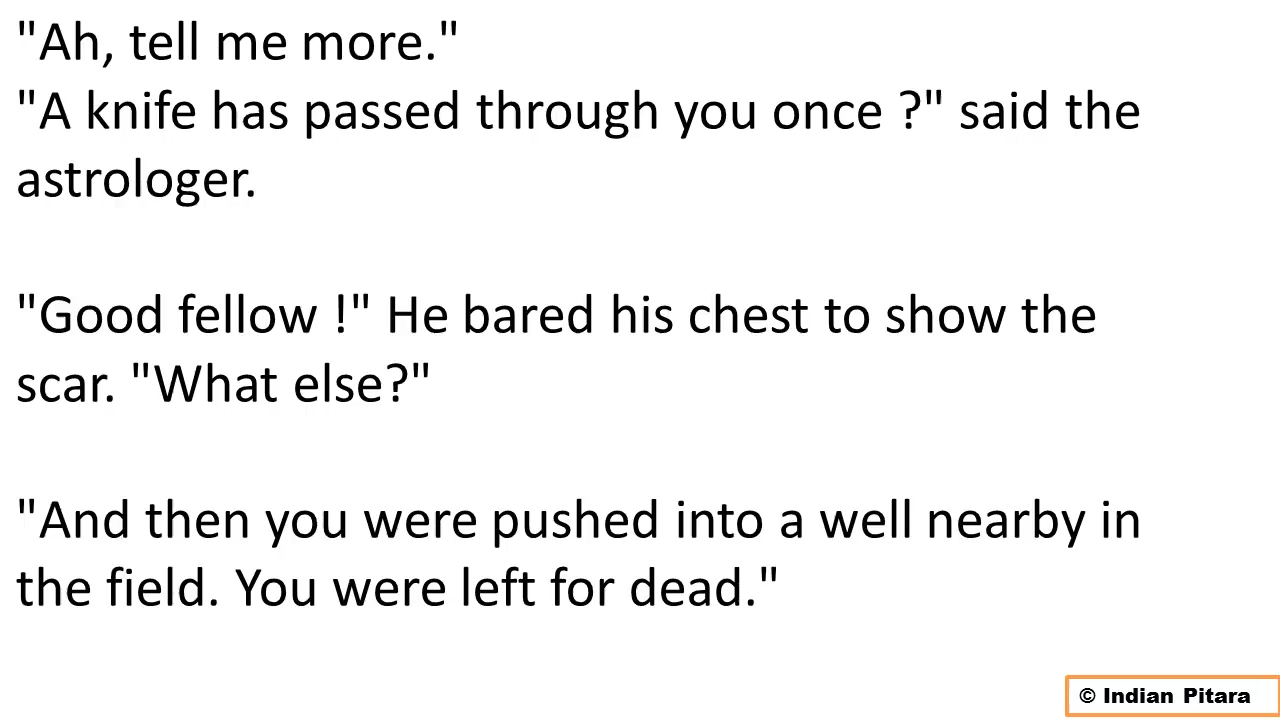 "Ah, tell me more."
"A knife has passed through you once ?" said the
astrologer.
"Good fellow !" He bared his chest to show the
scar. "What else?"
"And then you were pushed into a well nearby in
the field. You were left for dead."
© Indian Pitara